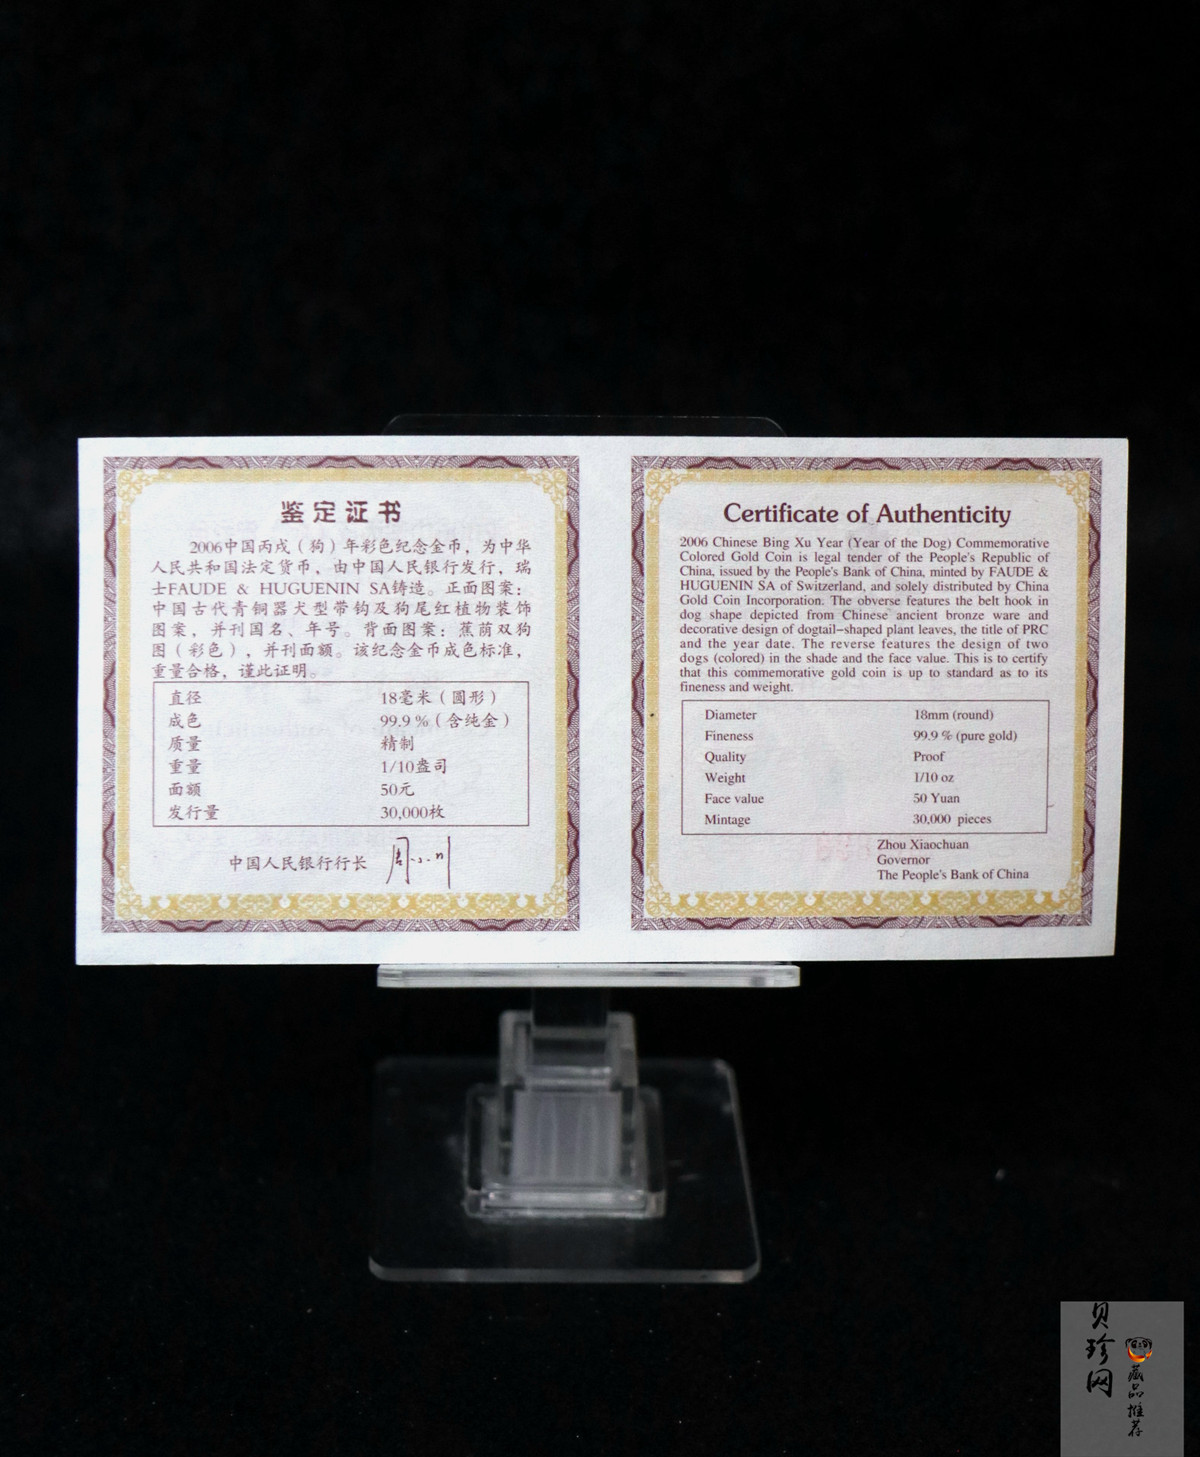 鉴定证书
2006中国丙戌（狗）年彩色纪念金币，为中华
人民共和国法定货币，由中国人民银行发行，瑞
士FAUDE & HUGUENIN SA铸造。正面图案：
中国古代青铜器犬型带钩及狗尾红植物装饰
图案，并刊国名、年号。背面图案：蕉荫双狗
图（彩色），并刊面额。该纪念金币成色标准，
重量合格，谨此证明。
直径 18毫米（圆形）
成色 99.9 %（含纯金）
质量 精制
重量 1/10盎司
面额 50元
发行量 30,000枚
中国人民银行行长 周小川
Certificate of Authenticity
2006 Chinese Bing Xu Year (Year of the Dog) Commemorative
Colored Gold Coin is legal tender of the People's Republic of
China, issued by the People's Bank of China, minted by FAUDE &
HUGUENIN SA of Switzerland, and solely distributed by China
Gold Coin Incorporation. The obverse features the belt hook in
dog shape depicted from Chinese ancient bronze ware and
decorative design of dogtail-shaped plant leaves, the title of PRC
and the year date. The reverse features the design of two
dogs (colored) in the shade and the face value. This is to certify
that this commemorative gold coin is up to standard as to its
fineness and weight.
Diameter 18mm (round)
Fineness 99.9 % (pure gold)
Quality Proof
Weight 1/10 oz
Face value 50 Yuan
Mintage 30,000 pieces
Zhou Xiaochuan
Governor
The People's Bank of China
贝珍网
藏品推荐